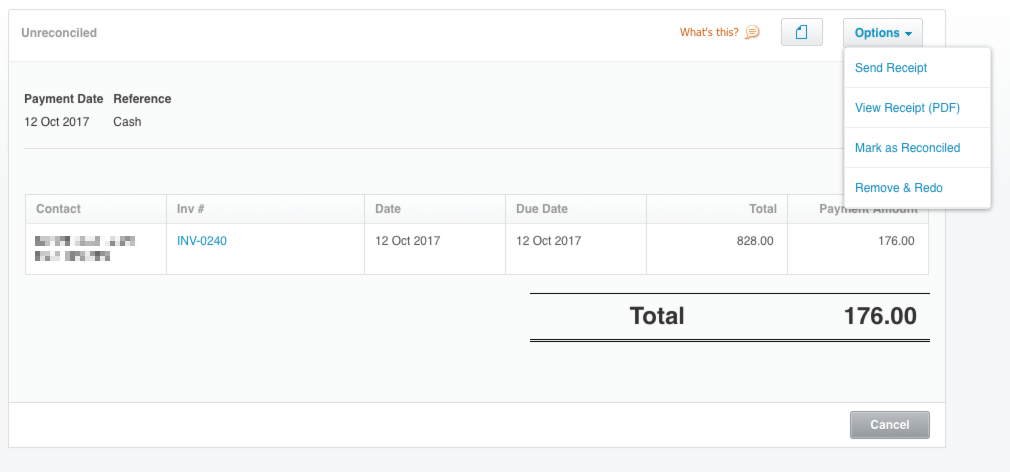 Unreconciled
What's this?
Options
Send Receipt
View Receipt (PDF)
Mark as Reconciled
Remove & Redo
Payment Date Reference
12 Oct 2017 Cash
Contact Inv # Date Due Date Total Payment Amount
INV-0240 12 Oct 2017 12 Oct 2017 828.00 176.00
Total 176.00
Cancel